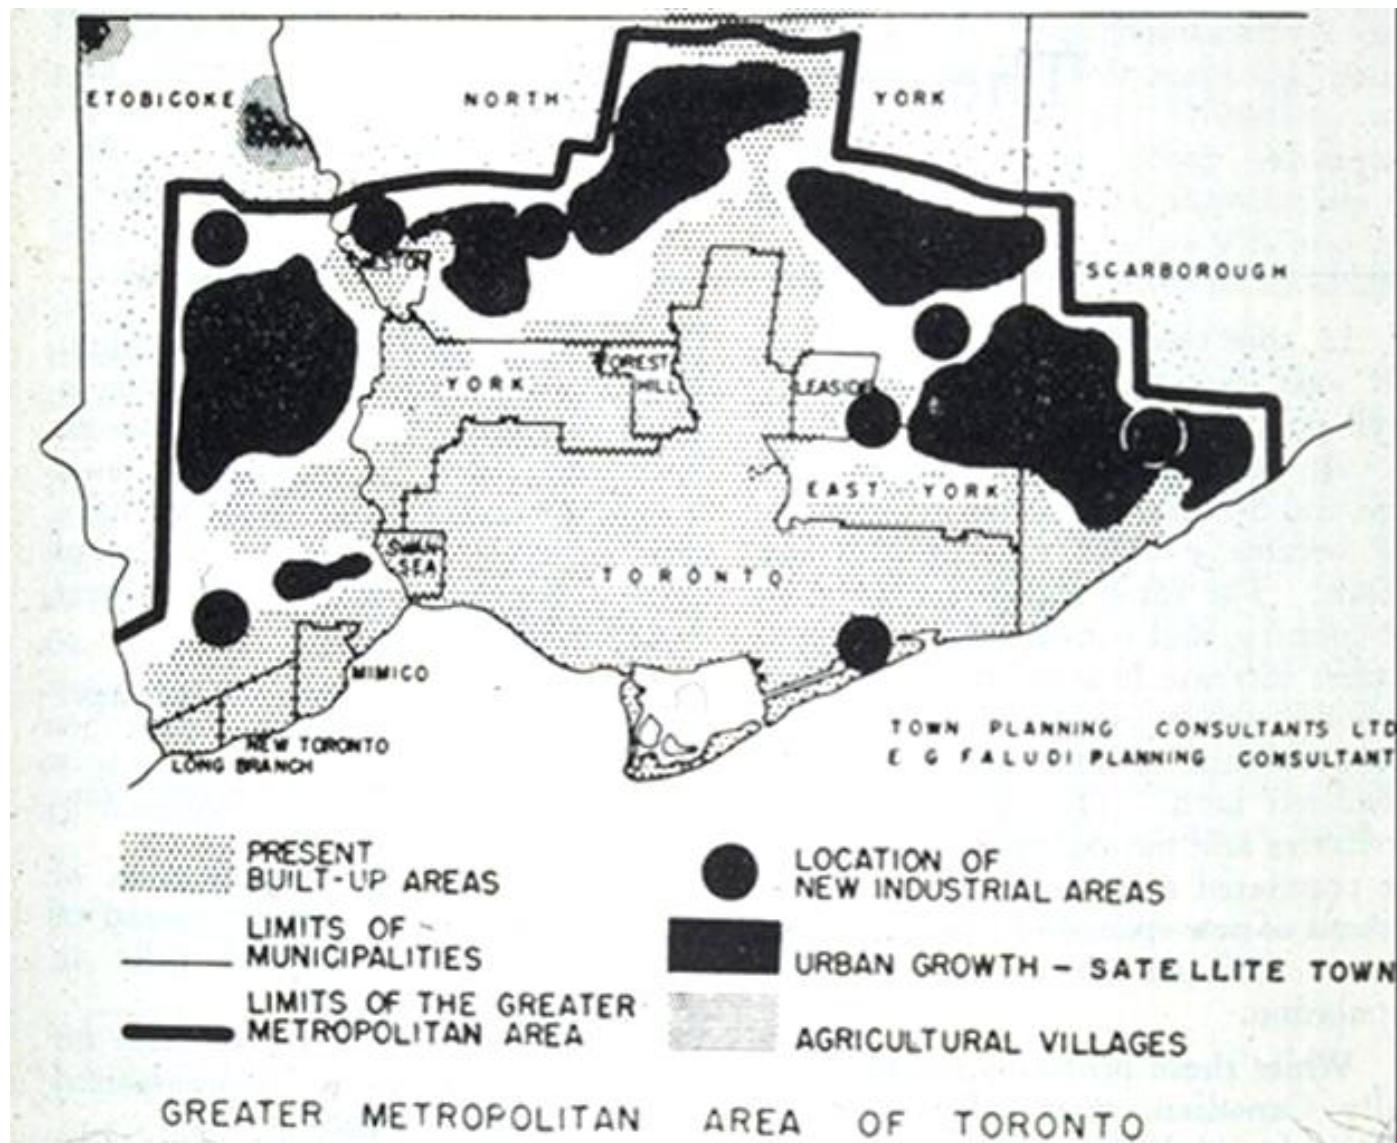 ETOBICOKE
NORTH YORK
WESTON
SCARBOROUGH
FOREST
HILL
YORK
LEASIDE
EAST YORK
SWAN-
SEA
TORONTO
MIMICO
NEW TORONTO
LONG BRANCH
TOWN PLANNING CONSULTANTS LTD
E G FALUDI PLANNING CONSULTANT
PRESENT
BUILT-UP AREAS
LIMITS OF
MUNICIPALITIES
LIMITS OF THE GREATER
METROPOLITAN AREA
LOCATION OF
NEW INDUSTRIAL AREAS
URBAN GROWTH – SATELLITE TOWN
AGRICULTURAL VILLAGES
GREATER METROPOLITAN AREA OF TORONTO